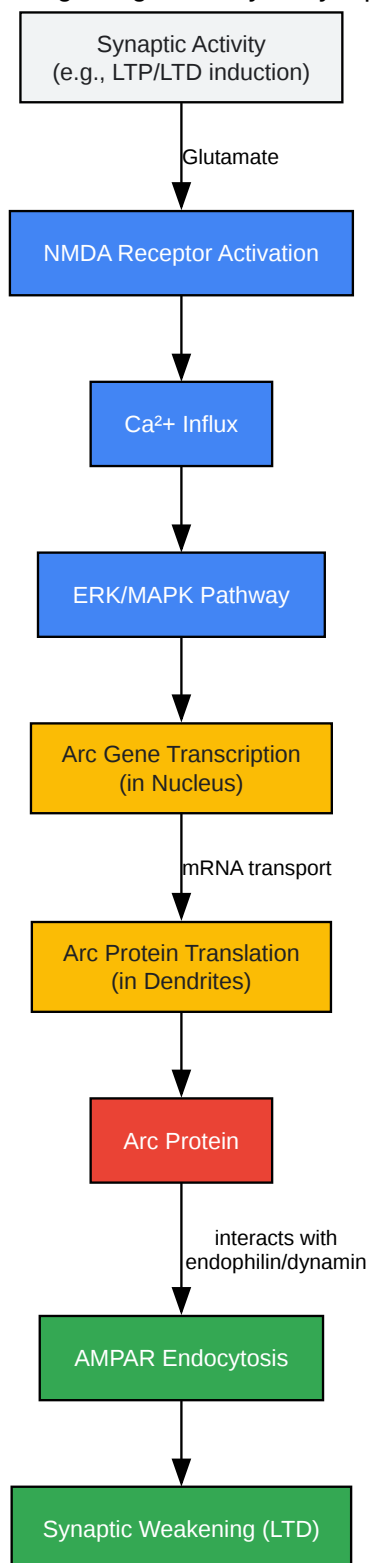 Synaptic Activity
(e.g., LTP/LTD induction)
Glutamate
NMDA Receptor Activation
Ca²+ Influx
ERK/MAPK Pathway
Arc Gene Transcription
(in Nucleus)
mRNA transport
Arc Protein Translation
(in Dendrites)
Arc Protein
interacts with
endophilin/dynamin
AMPAR Endocytosis
Synaptic Weakening (LTD)